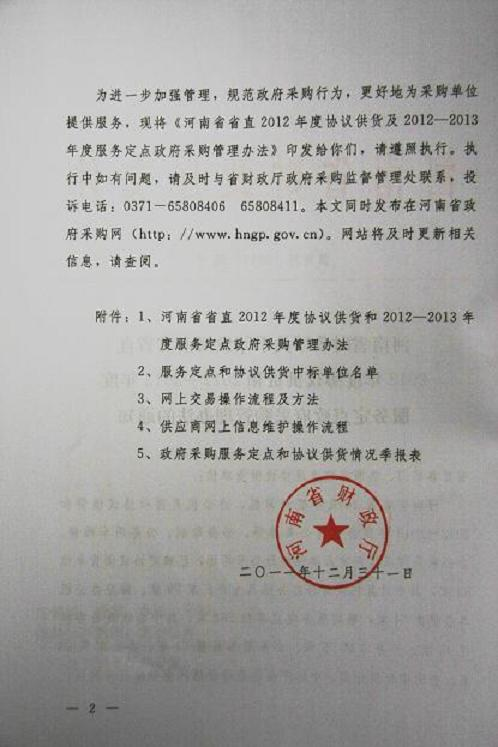 为进一步加强管理，规范政府采购行为，更好地为采购单位
提供服务，现将《河南省省直2012年度协议供货及2012—2013
年度服务定点政府采购管理办法》印发给你们，请遵照执行。执
行中如有问题，请及时与省财政厅政府采购监督管理处联系，投
诉电话：0371-65808406 65808411。本文同时发布在河南省政
府采购网（http：//www.hngp.gov.cn）。网站将及时更新相关
信息，请查阅。
附件：1、河南省省直2012年度协议供货和2012—2013年
度服务定点政府采购管理办法
2、服务定点和协议供货中标单位名单
3、网上交易操作流程及方法
4、供应商网上信息维护操作流程
5、政府采购服务定点和协议供货情况季报表
河南省财政厅
二〇一一年十二月三十一日
— 2 —